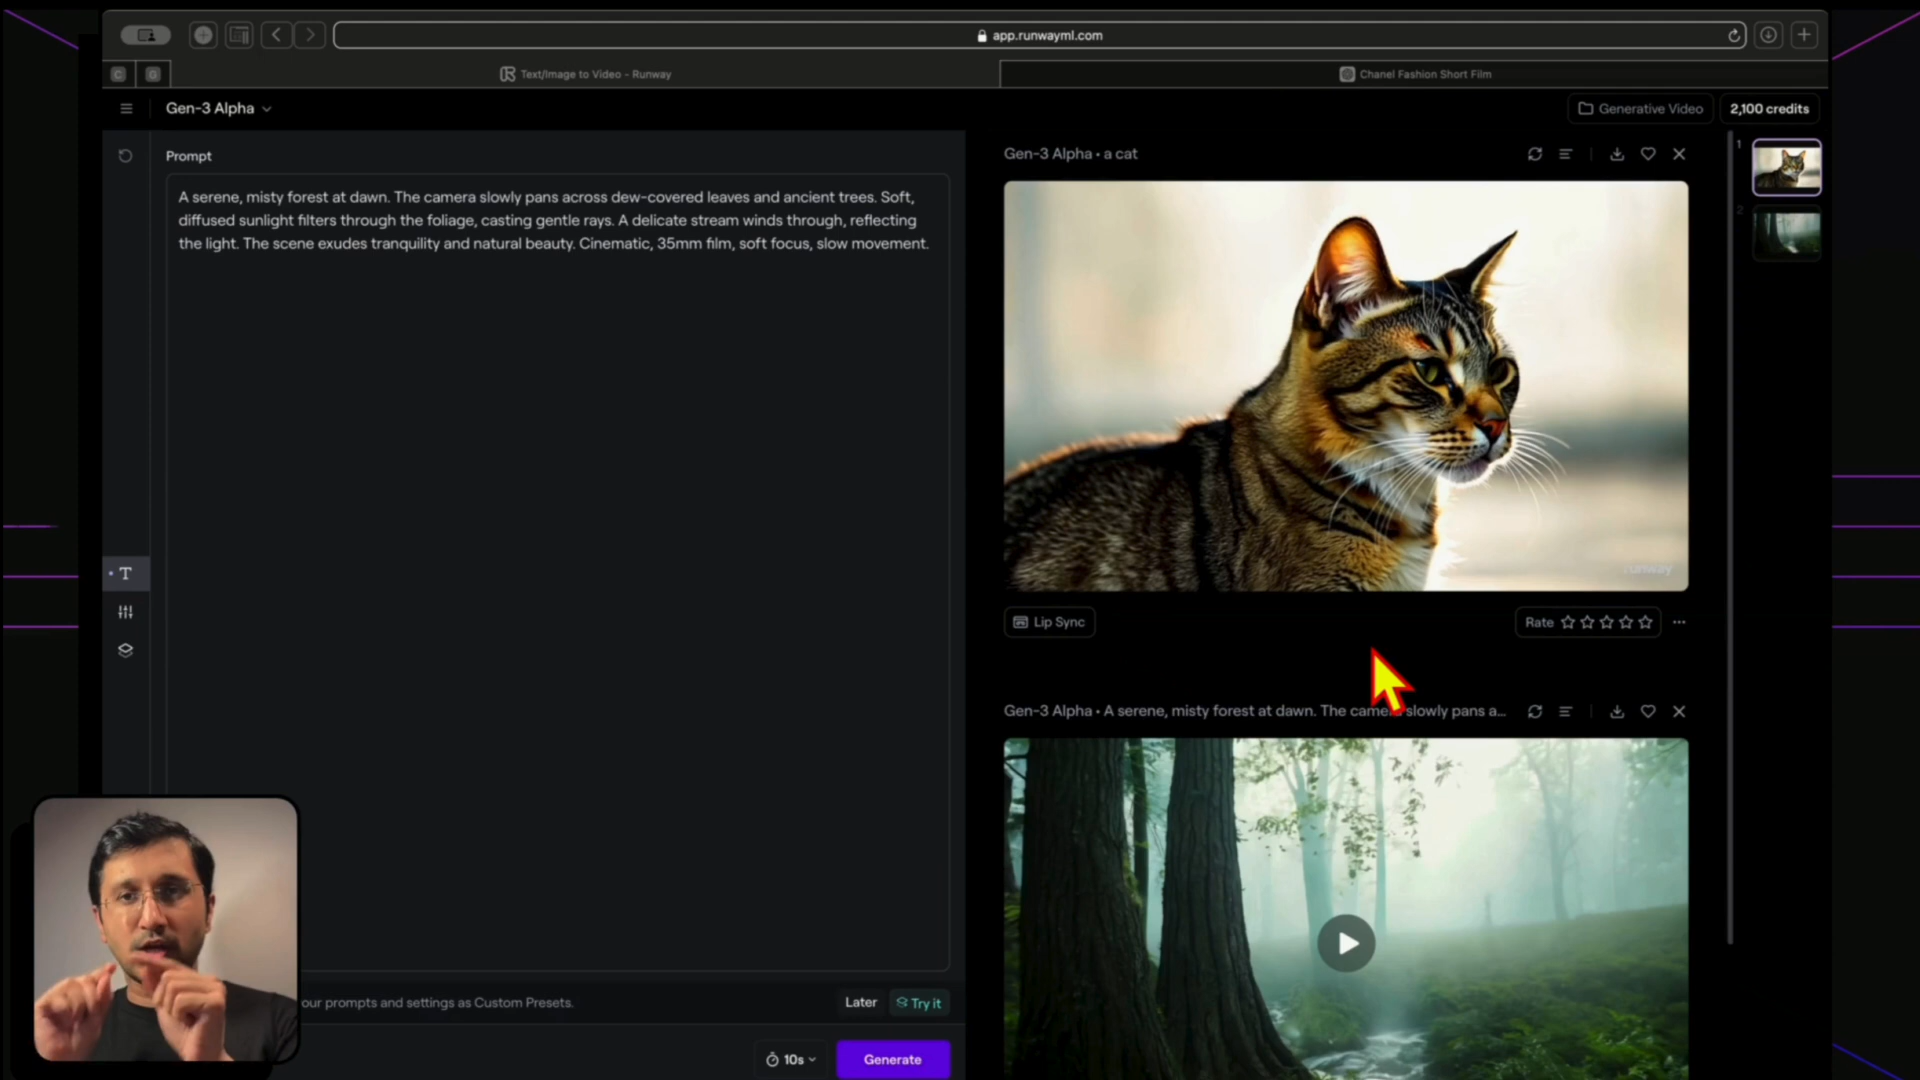 app.runwayml.com
C
G
Text/Image to Video - Runway
Chanel Fashion Short Film
Gen-3 Alpha
Generative Video
2,100 credits
Prompt
A serene, misty forest at dawn. The camera slowly pans across dew-covered leaves and ancient trees. Soft,
diffused sunlight filters through the foliage, casting gentle rays. A delicate stream winds through, reflecting
the light. The scene exudes tranquility and natural beauty. Cinematic, 35mm film, soft focus, slow movement.
Gen-3 Alpha • a cat
1
2
runway
Lip Sync
Rate
Gen-3 Alpha • A serene, misty forest at dawn. The camera slowly pans a...
T
our prompts and settings as Custom Presets.
Later
Try it
10s
Generate